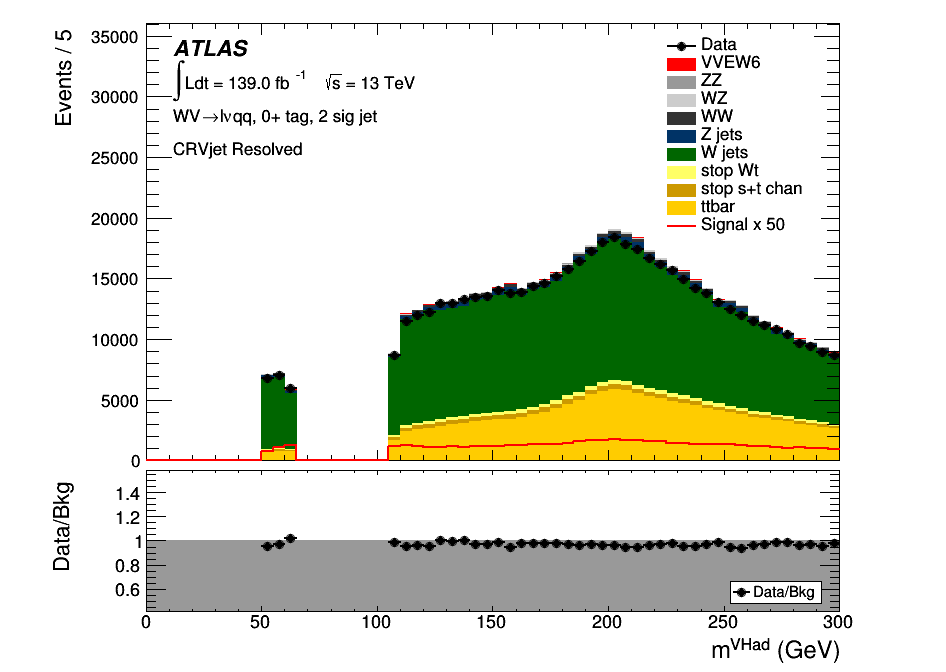 Events / 5
35000
30000
25000
20000
15000
10000
5000
0
ATLAS
∫Ldt = 139.0 fb⁻¹ √s = 13 TeV
WV→lνqq, 0+ tag, 2 sig jet
CRVjet Resolved
Data
VVEW6
ZZ
WZ
WW
Z jets
W jets
stop Wt
stop s+t chan
ttbar
Signal x 50
Data/Bkg
1.4
1.2
1
0.8
0.6
Data/Bkg
0 50 100 150 200 250 300
m^VHad (GeV)